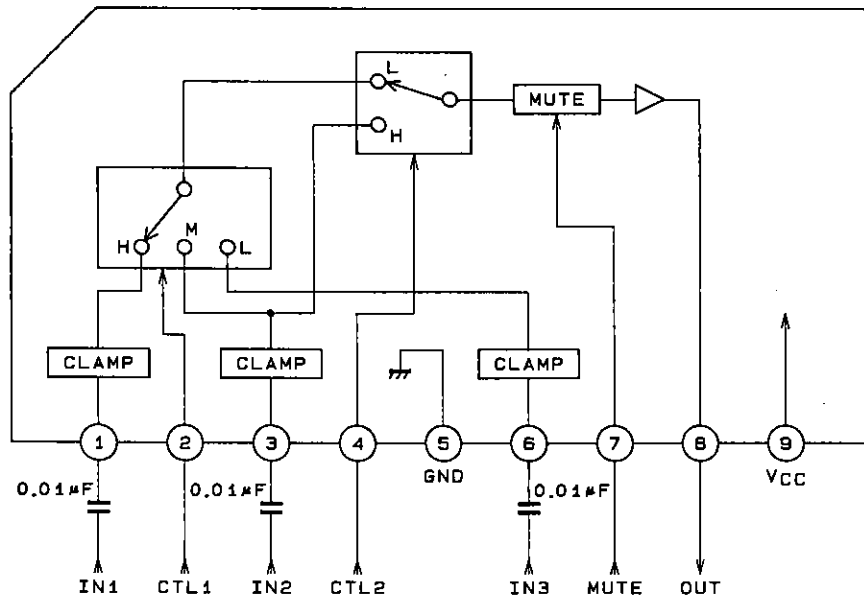 L
MUTE
H
M
H
L
CLAMP
CLAMP
CLAMP
1 2 3 4 5 6 7 8 9
GND
VCC
0.01μF
0.01μF
0.01μF
IN1 CTL1 IN2 CTL2 IN3 MUTE OUT